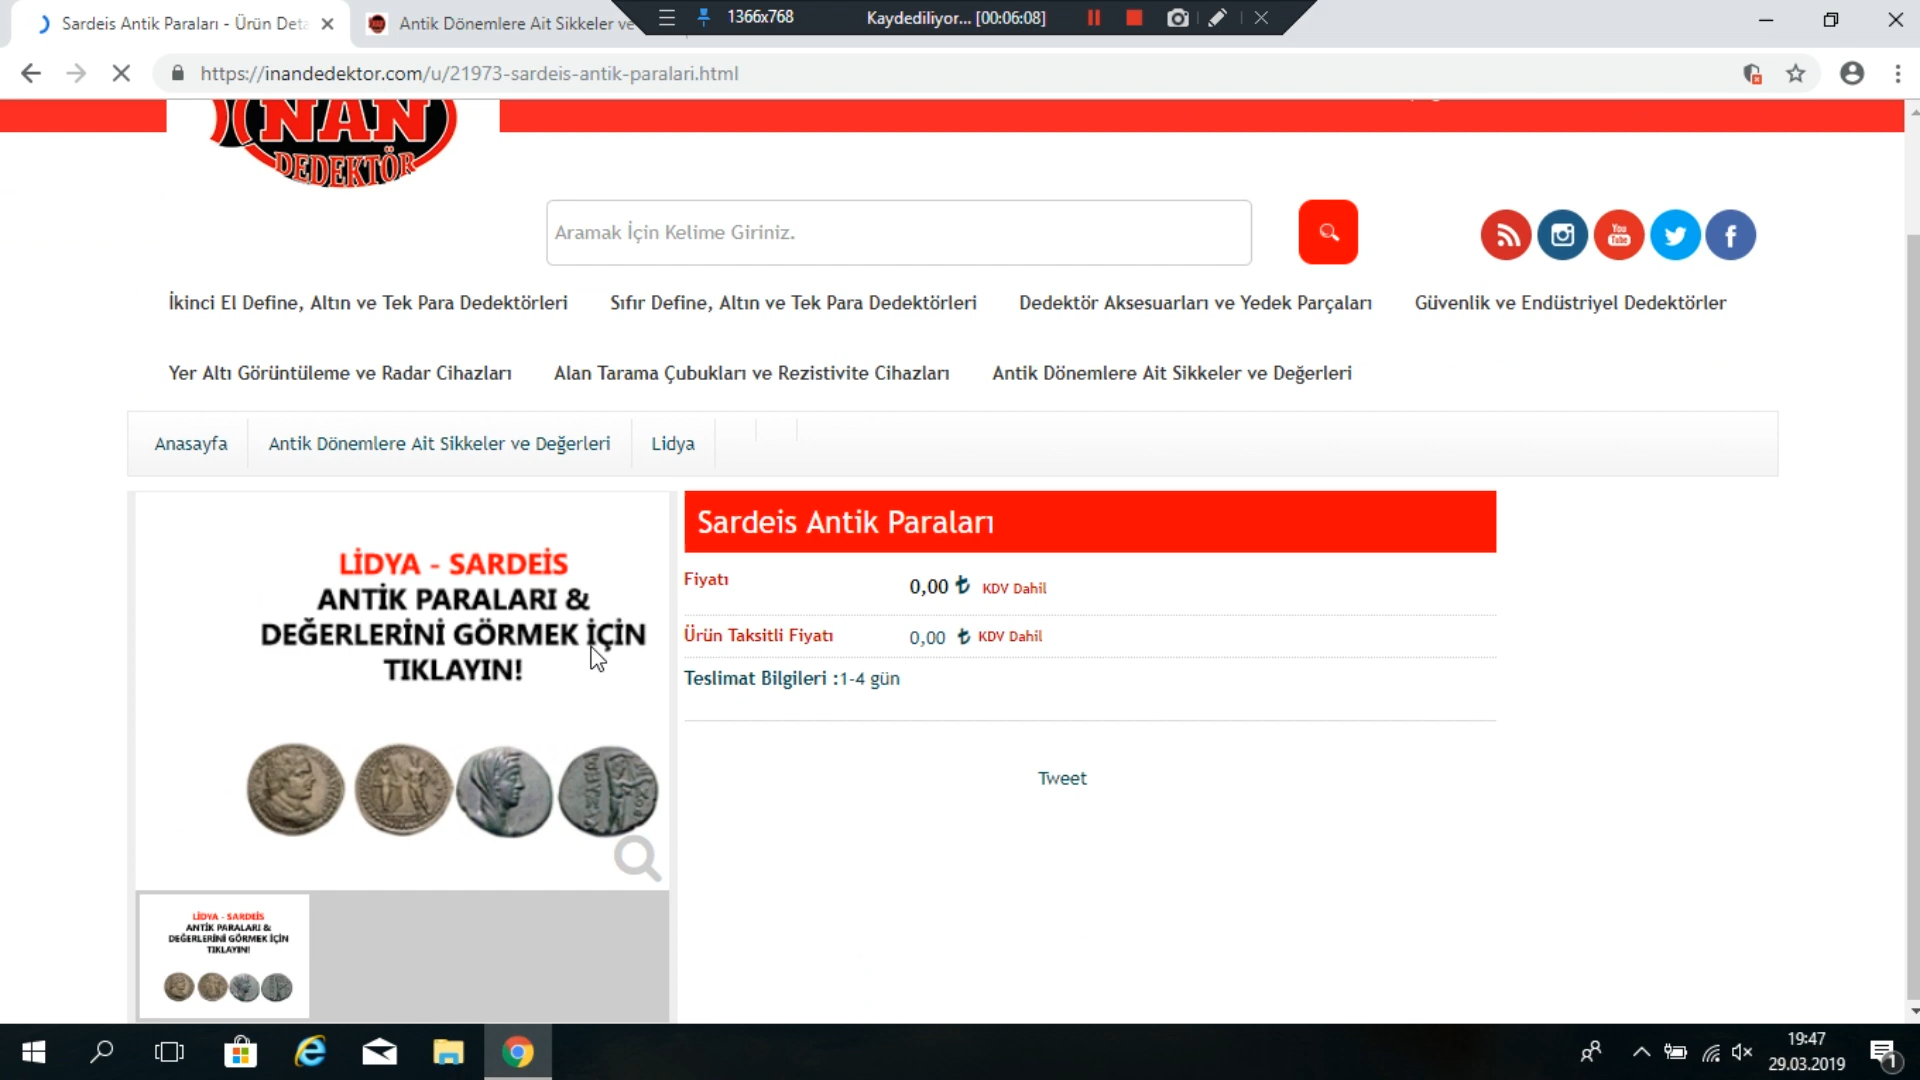 Sardeis Antik Paraları - Ürün Deta
Antik Dönemlere Ait Sikkeler ve
1366x768
Kaydediliyor... [00:06:08]
https://inandedektor.com/u/21973-sardeis-antik-paralari.html
İNAN
DEDEKTÖR
Aramak İçin Kelime Giriniz.
You
Tube
İkinci El Define, Altın ve Tek Para Dedektörleri
Sıfır Define, Altın ve Tek Para Dedektörleri
Dedektör Aksesuarları ve Yedek Parçaları
Güvenlik ve Endüstriyel Dedektörler
Yer Altı Görüntüleme ve Radar Cihazları
Alan Tarama Çubukları ve Rezistivite Cihazları
Antik Dönemlere Ait Sikkeler ve Değerleri
Anasayfa
Antik Dönemlere Ait Sikkeler ve Değerleri
Lidya
LİDYA - SARDEİS
ANTİK PARALARI &
DEĞERLERİNİ GÖRMEK İÇİN
TIKLAYIN!
Sardeis Antik Paraları
Fiyatı
0,00 ₺ KDV Dahil
Ürün Taksitli Fiyatı
0,00 ₺ KDV Dahil
Teslimat Bilgileri :1-4 gün
Tweet
LİDYA - SARDEİS
ANTİK PARALARI &
DEĞERLERİNİ GÖRMEK İÇİN
TIKLAYIN!
19:47
29.03.2019
1